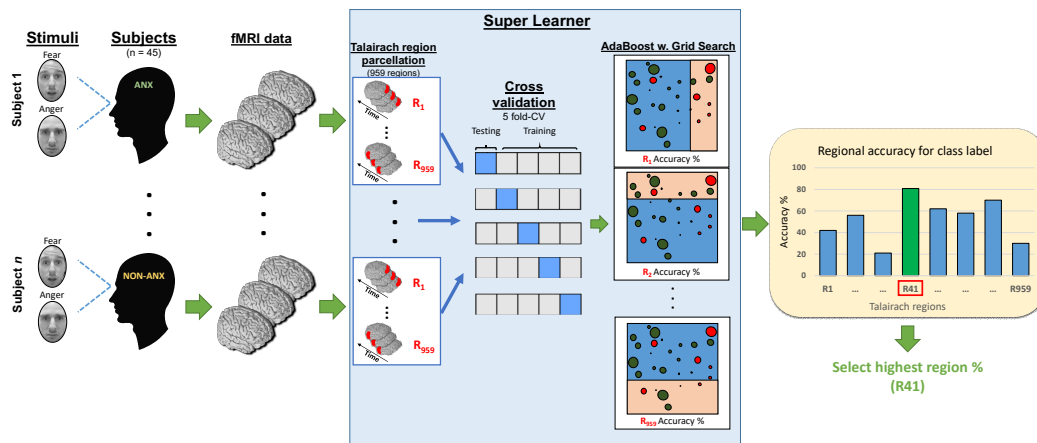 Super Learner
Stimuli
Subjects
(n = 45)
fMRI data
Subject 1
Fear
Anger
ANX
Subject n
Fear
Anger
NON-ANX
Talairach region
parcellation
(959 regions)
R1
Time
R959
Time
R1
Time
R959
Time
Cross
validation
5 fold-CV
Testing
Training
AdaBoost w. Grid Search
R1 Accuracy %
R2 Accuracy %
R959 Accuracy %
Regional accuracy for class label
Accuracy %
100
80
60
40
20
0
R1 ... ... R41 ... ... ... R959
Talairach regions
Select highest region %
(R41)